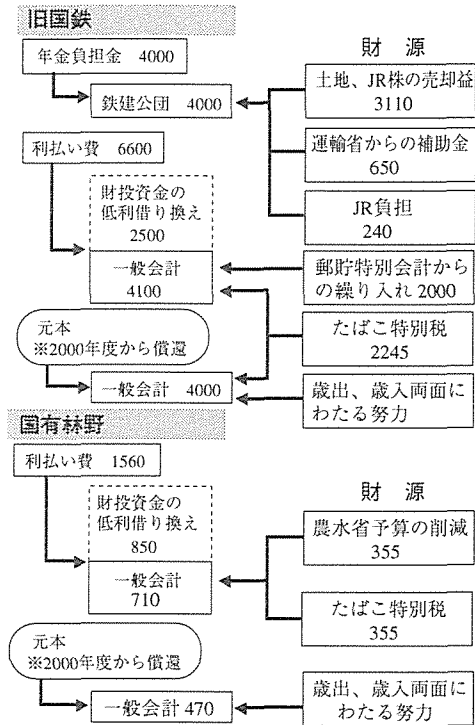 旧国鉄
年金負担金 4000
鉄建公団 4000
利払い費 6600
財投資金の
低利借り換え
2500
一般会計
4100
元本
※2000年度から償還
一般会計 4000
財 源
土地、JR株の売却益
3110
運輸省からの補助金
650
JR負担
240
郵貯特別会計から
の繰り入れ 2000
たばこ特別税
2245
歳出、歳入両面に
わたる努力
国有林野
利払い費 1560
財投資金の
低利借り換え
850
一般会計
710
元本
※2000年度から償還
一般会計 470
財 源
農水省予算の削減
355
たばこ特別税
355
歳出、歳入両面に
わたる努力